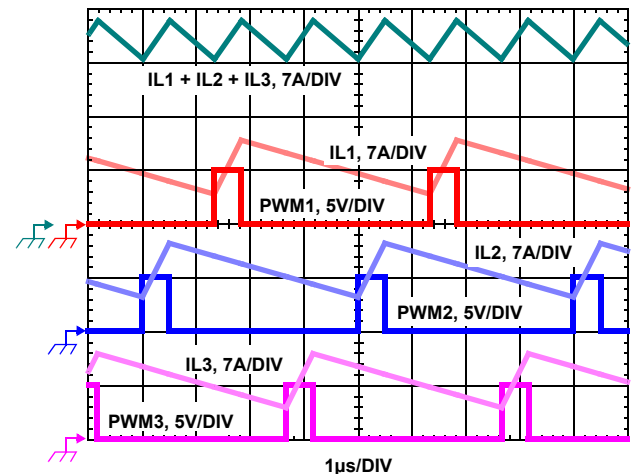 IL1 + IL2 + IL3, 7A/DIV
IL1, 7A/DIV
PWM1, 5V/DIV
IL2, 7A/DIV
PWM2, 5V/DIV
IL3, 7A/DIV
PWM3, 5V/DIV
1µs/DIV